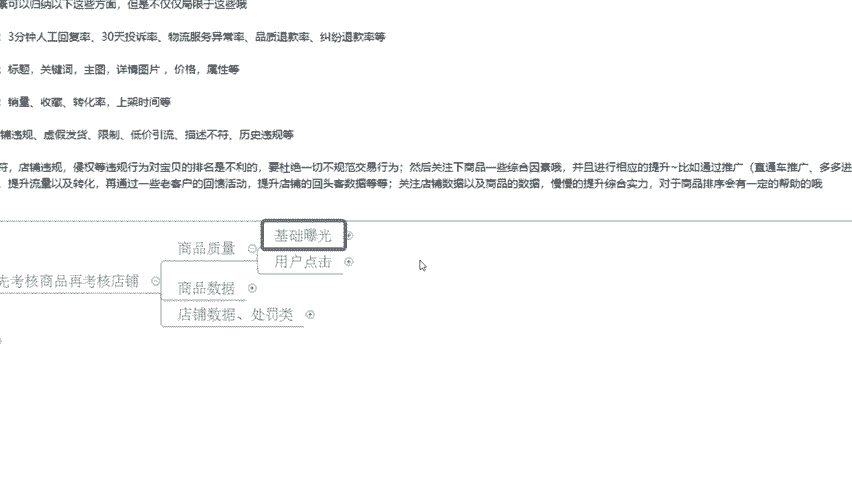 素可以归纳以下这些方面，但是不仅仅局限于这些哦
：3分钟人工回复率、30天投诉率、物流服务异常率、品质退款率、纠纷退款率等
：标题，关键词，主图，详情图片 ，价格，属性等
：销量、收藏、转化率，上架时间等
铺违规、虚假发货、限制、低价引流、描述不符、历史违规等
符，店铺违规，侵权等违规行为对宝贝的排名是不利的，要杜绝一切不规范交易行为；然后关注下商品一些综合因素哦，并且进行相应的提升~比如通过推广（直通车推广、多多进
，提升流量以及转化，再通过一些老客户的回馈活动，提升店铺的回头客数据等等；关注店铺数据以及商品的数据，慢慢的提升综合实力，对于商品排序会有一定的帮助的哦
基础曝光
商品质量
用户点击
先考核商品再考核店铺
商品数据
店铺数据、处罚类